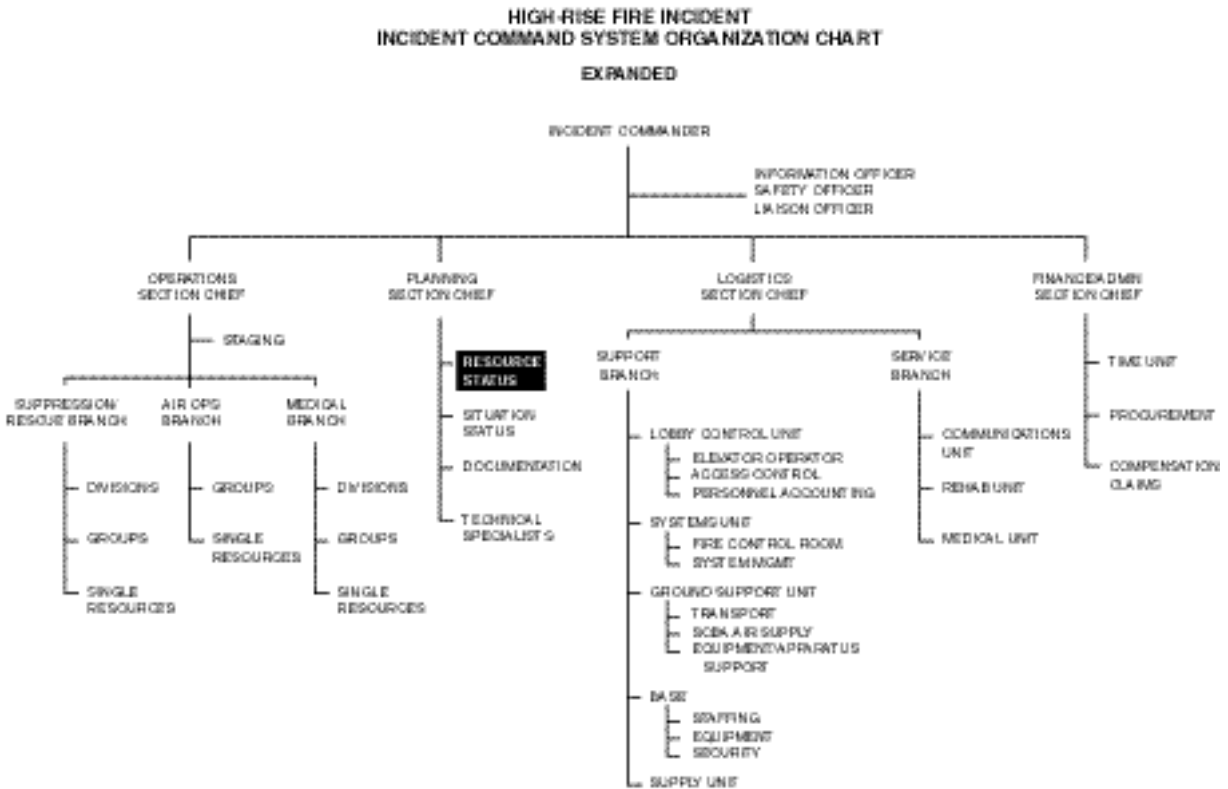 HIGH-RISE FIRE INCIDENT
INCIDENT COMMAND SYSTEM ORGANIZATION CHART
EXPANDED
INCIDENT COMMANDER
INFORMATION OFFICER
SAFETY OFFICER
LIAISON OFFICER
OPERATIONS
SECTION CHIEF
PLANNING
SECTION CHIEF
LOGISTICS
SECTION CHIEF
FINANCE/ADMIN
SECTION CHIEF
STAGING
SUPPRESSION/
RESCUE BRANCH
AIR OPS
BRANCH
MEDICAL
BRANCH
DIVISIONS
GROUPS
SINGLE
RESOURCES
GROUPS
SINGLE
RESOURCES
DIVISIONS
GROUPS
SINGLE
RESOURCES
RESOURCE
STATUS
SITUATION
STATUS
DOCUMENTATION
TECHNICAL
SPECIALISTS
SUPPORT
BRANCH
LOBBY CONTROL UNIT
ELEVATOR OPERATOR
ACCESS CONTROL
PERSONNEL ACCOUNTING
SYSTEMS UNIT
FIRE CONTROL ROOM
SYSTEM MGMT
GROUND SUPPORT UNIT
TRANSPORT
SCBA AIR SUPPLY
EQUIPMENT/APPARATUS
SUPPORT
BASE
STAFFING
EQUIPMENT
SECURITY
SUPPLY UNIT
SERVICE
BRANCH
COMMUNICATIONS
UNIT
REHAB UNIT
MEDICAL UNIT
TIME UNIT
PROCUREMENT
COMPENSATION
CLAIMS